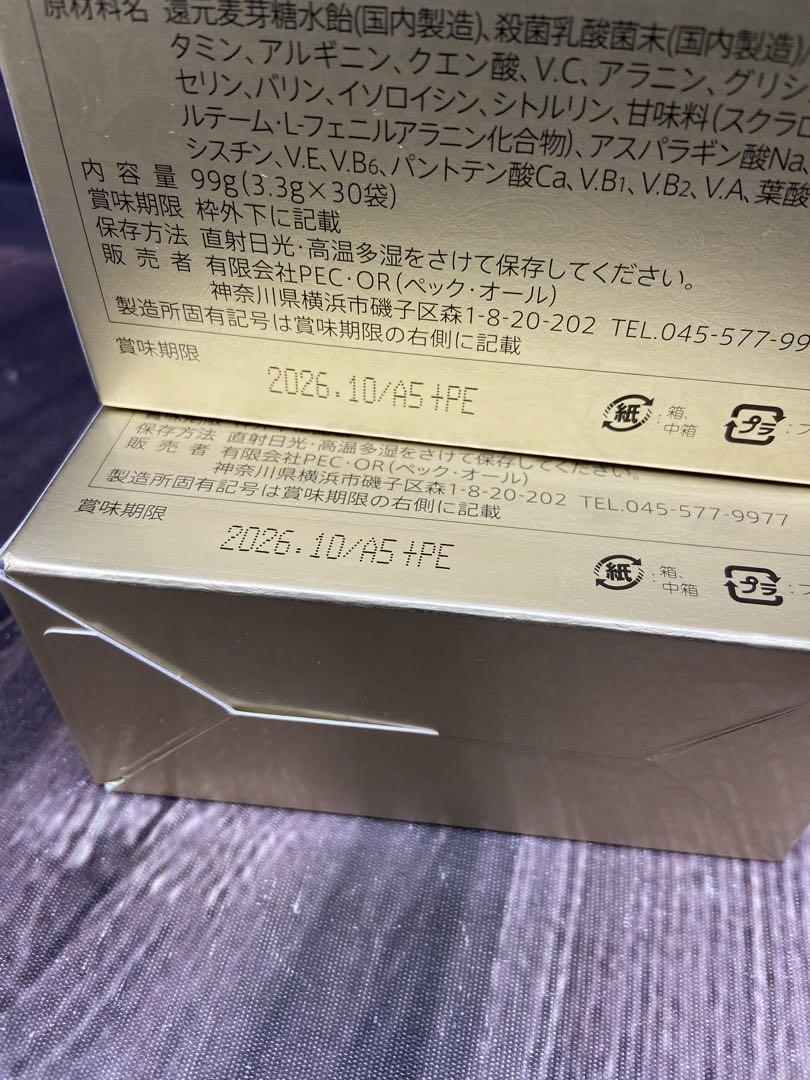 原材料名 還元麦芽糖水飴(国内製造)、殺菌乳酸菌末(国内製造)/
タミン、アルギニン、クエン酸、V.C、アラニン、グリシ
セリン、バリン、イソロイシン、シトルリン、甘味料(スクラロ
ルテーム・L-フェニルアラニン化合物)、アスパラギン酸Na、
シスチン、V.E、V.B6、パントテン酸Ca、V.B1、V.B2、V.A、葉酸
内容量 99g(3.3g×30袋)
賞味期限 枠外下に記載
保存方法 直射日光・高温多湿をさけて保存してください。
販売者 有限会社PEC・OR(ペック・オール)
神奈川県横浜市磯子区森1-8-20-202 TEL.045-577-99
製造所固有記号は賞味期限の右側に記載
賞味期限
2026.10/A5+PE
紙 :箱、
中箱
プラ
保存方法 直射日光・高温多湿をさけて保存してください。
販売者 有限会社PEC・OR(ペック・オール)
神奈川県横浜市磯子区森1-8-20-202 TEL.045-577-9977
製造所固有記号は賞味期限の右側に記載
賞味期限
2026.10/A5+PE
紙 :箱、
中箱
プラ